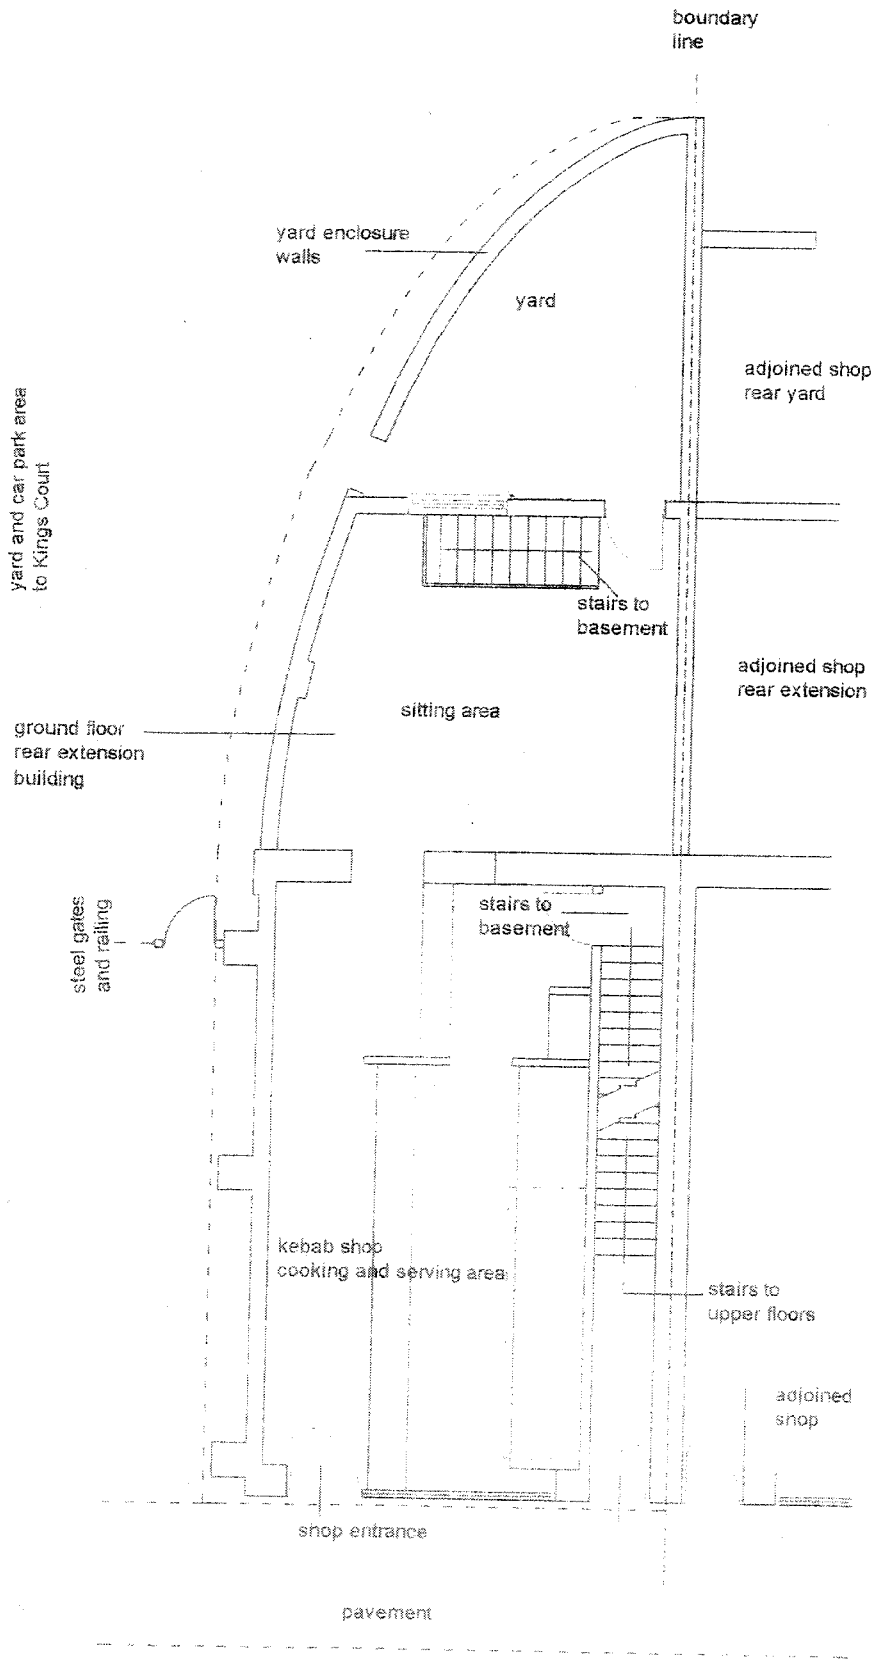 boundary
line
yard enclosure
walls
yard
adjoined shop
rear yard
yard and car park area
to Kings Court
stairs to
basement
adjoined shop
rear extension
sitting area
ground floor
rear extension
building
steel gates
and railing
stairs to
basement
kebab shop
cooking and serving area
stairs to
upper floors
adjoined
shop
shop entrance
pavement